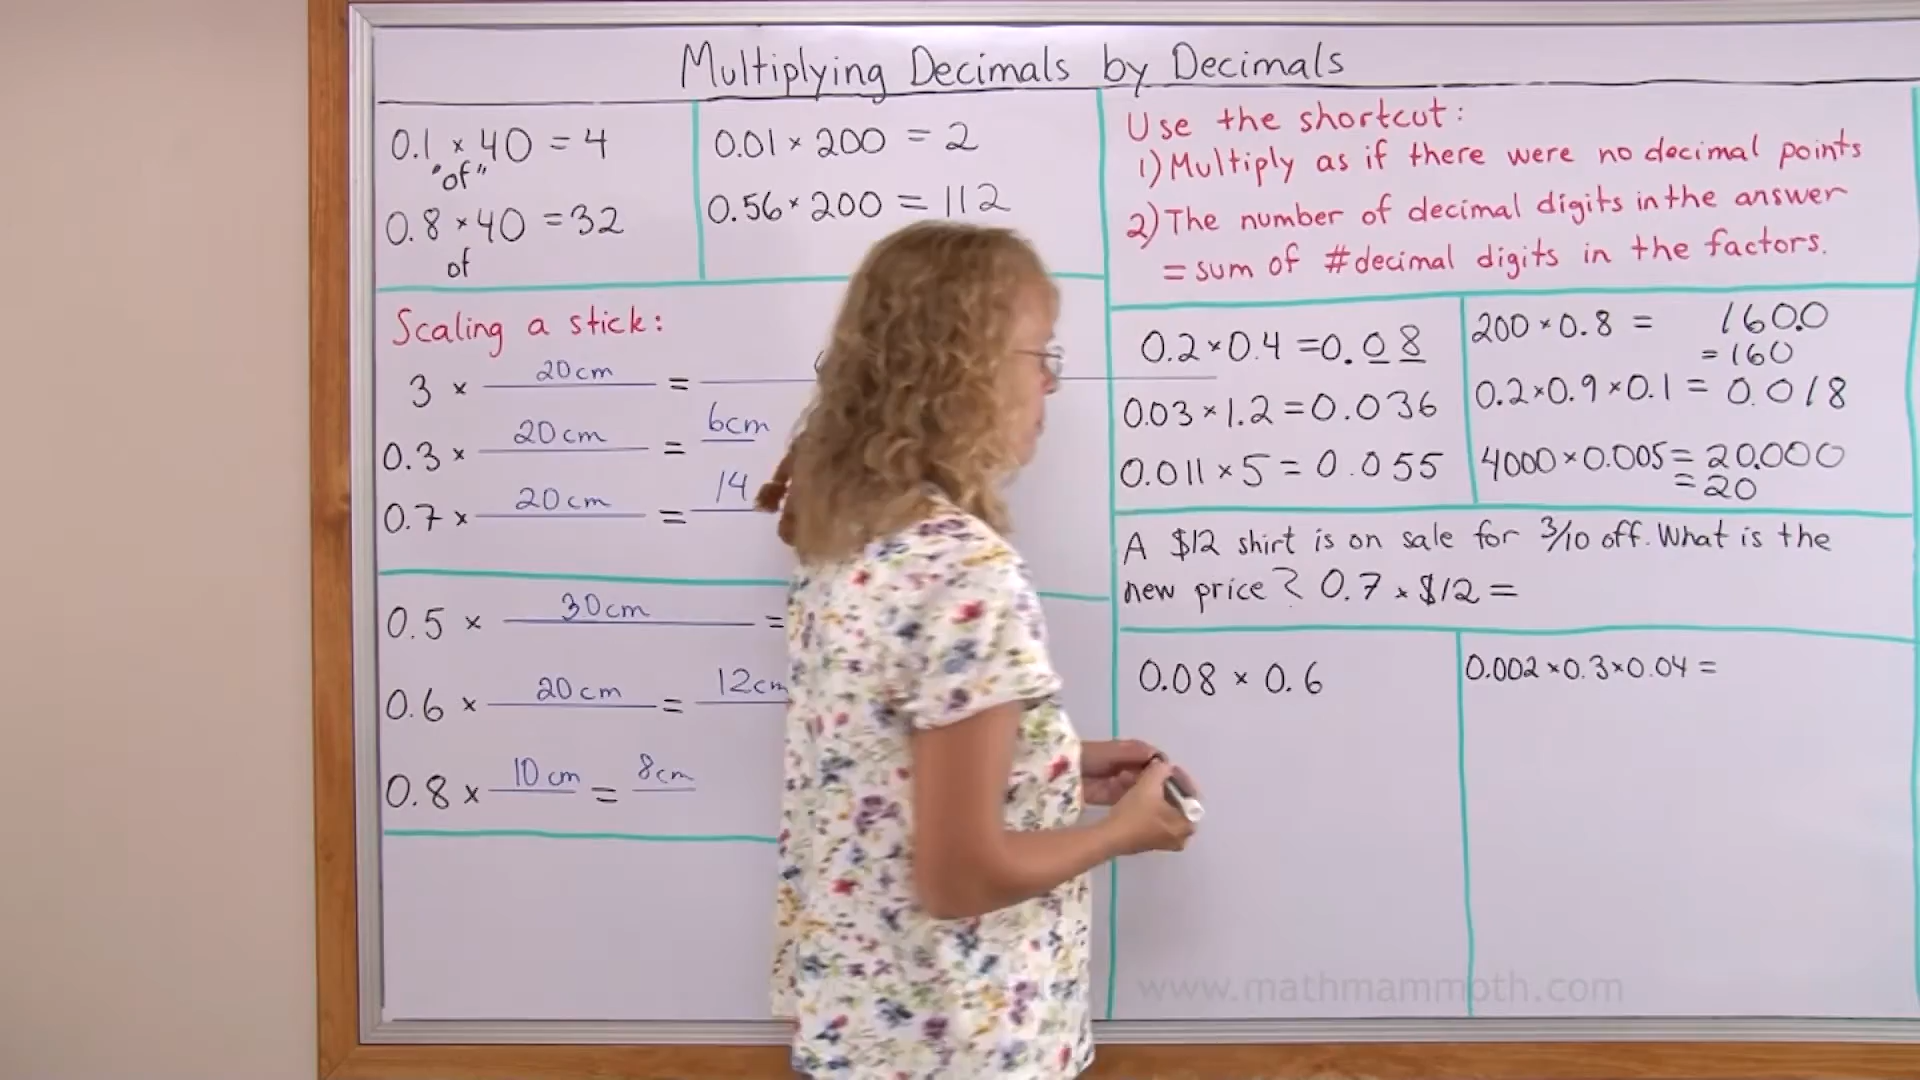 Multiplying Decimals by Decimals
0.1 × 40 = 4
"of"
0.8 × 40 = 32
of
0.01 × 200 = 2
0.56 × 200 = 112
Scaling a stick:
3 × 20cm =
0.3 × 20cm = 6cm
0.7 × 20cm = 14
0.5 × 30cm =
0.6 × 20cm = 12cm
0.8 × 10cm = 8cm
Use the shortcut:
1) Multiply as if there were no decimal points
2) The number of decimal digits in the answer
= sum of #decimal digits in the factors.
0.2 × 0.4 = 0.08
0.03 × 1.2 = 0.036
0.011 × 5 = 0.055
200 × 0.8 = 160.0
= 160
0.2 × 0.9 × 0.1 = 0.018
4000 × 0.005 = 20.000
= 20
A $12 shirt is on sale for 3/10 off. What is the
new price? 0.7 × $12 =
0.08 × 0.6
0.002 × 0.3 × 0.04 =
www.mathmammoth.com